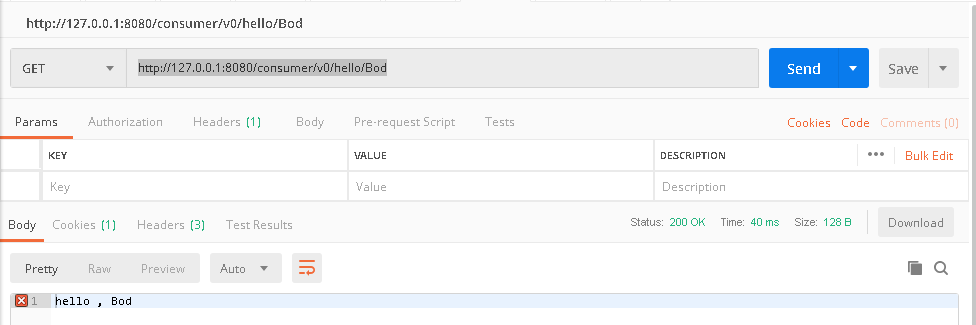 http://127.0.0.1:8080/consumer/v0/hello/Bod
GET http://127.0.0.1:8080/consumer/v0/hello/Bod Send Save
Params Authorization Headers (1) Body Pre-request Script Tests Cookies Code Comments (0)
KEY VALUE DESCRIPTION ••• Bulk Edit
Key Value Description
Body Cookies (1) Headers (3) Test Results Status: 200 OK Time: 40 ms Size: 128 B Download
Pretty Raw Preview Auto
1 hello , Bod